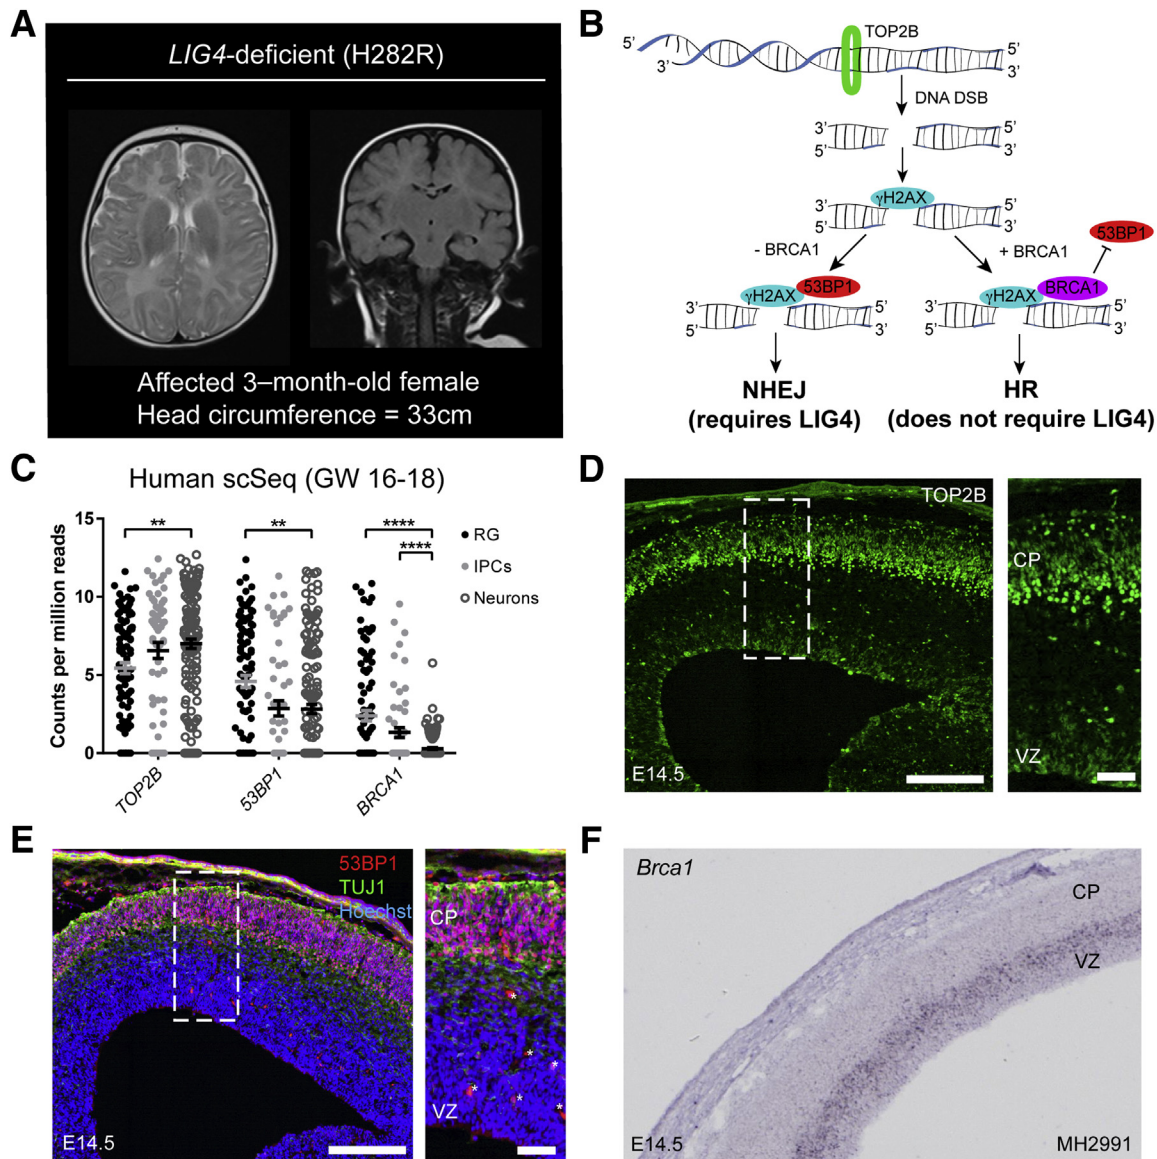 A
LIG4-deficient (H282R)
Affected 3–month-old female
Head circumference = 33cm
B
TOP2B
5’
3’
5’
3’
DNA DSB
3’
5’
5’
3’
γH2AX
3’
5’
5’
3’
- BRCA1
+ BRCA1
53BP1
γH2AX
53BP1
3’
5’
5’
3’
γH2AX
BRCA1
3’
5’
5’
3’
NHEJ
(requires LIG4)
HR
(does not require LIG4)
C
Human scSeq (GW 16-18)
Counts per million reads
15
10
5
0
**
**
****
****
RG
IPCs
Neurons
TOP2B
53BP1
BRCA1
D
TOP2B
E14.5
CP
VZ
E
53BP1
TUJ1
Hoechst
E14.5
CP
*
*
*
*
*
*
VZ
F
Brca1
CP
VZ
E14.5
MH2991